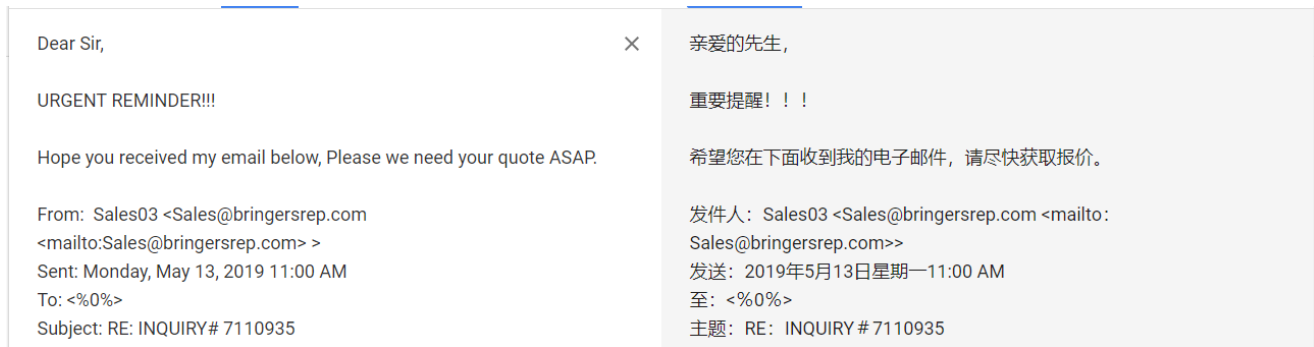 Dear Sir,
URGENT REMINDER!!!
Hope you received my email below, Please we need your quote ASAP.
From:  Sales03 <Sales@bringersrep.com
<mailto:Sales@bringersrep.com> >
Sent: Monday, May 13, 2019 11:00 AM
To: <%0%>
Subject: RE: INQUIRY# 7110935
亲爱的先生，
重要提醒！！！
希望您在下面收到我的电子邮件，请尽快获取报价。
发件人：Sales03 <Sales@bringersrep.com <mailto：
Sales@bringersrep.com>>
发送：2019年5月13日星期一11:00 AM
至：<％0％>
主题：RE：INQUIRY＃7110935